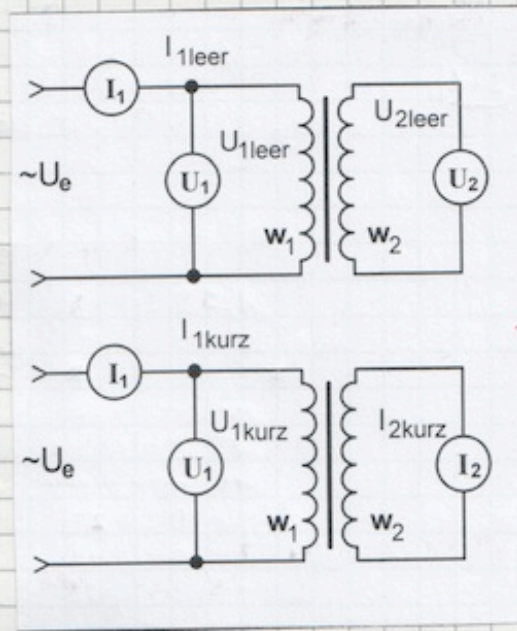 I1leer
I1
U1leer
U2leer
~Ue
U1
U2
w1
w2
I1kurz
I1
U1kurz
I2kurz
~Ue
U1
I2
w1
w2